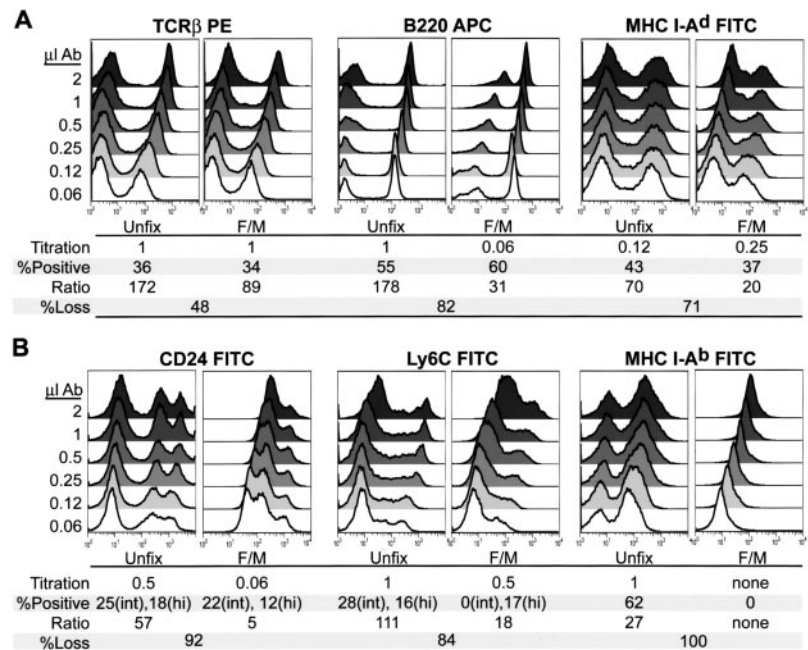 A
TCRβ PE B220 APC MHC I-Aᵈ FITC
μl Ab
2
1
0.5
0.25
0.12
0.06
10⁰ 10¹ 10² 10³ 10⁴
Unfix F/M Unfix F/M Unfix F/M
Titration 1 1 1 0.06 0.12 0.25
%Positive 36 34 55 60 43 37
Ratio 172 89 178 31 70 20
%Loss 48 82 71
B
CD24 FITC Ly6C FITC MHC I-Aᵇ FITC
μl Ab
2
1
0.5
0.25
0.12
0.06
Unfix F/M Unfix F/M Unfix F/M
Titration 0.5 0.06 1 0.5 1 none
%Positive 25(int),18(hi) 22(int), 12(hi) 28(int), 16(hi) 0(int),17(hi) 62 0
Ratio 57 5 111 18 27 none
%Loss 92 84 100